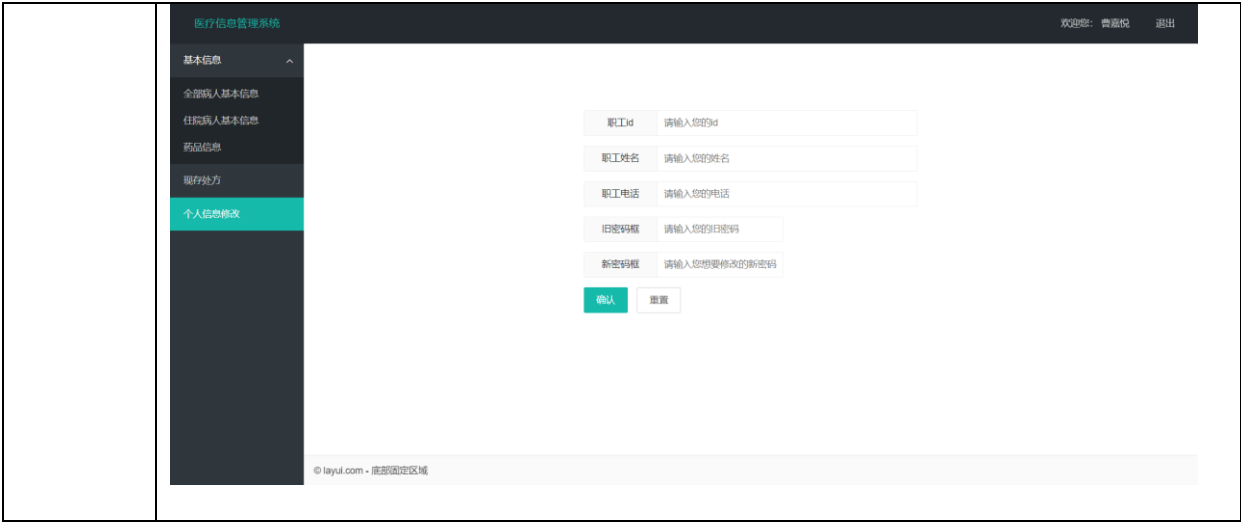 医疗信息管理系统
欢迎您： 曹嘉悦 退出
基本信息
全部病人基本信息
住院病人基本信息
药品信息
现存处方
个人信息修改
职工id 请输入您的id
职工姓名 请输入您的姓名
职工电话 请输入您的电话
旧密码框 请输入您的旧密码
新密码框 请输入您想要修改的新密码
确认 重置
© layui.com - 底部固定区域